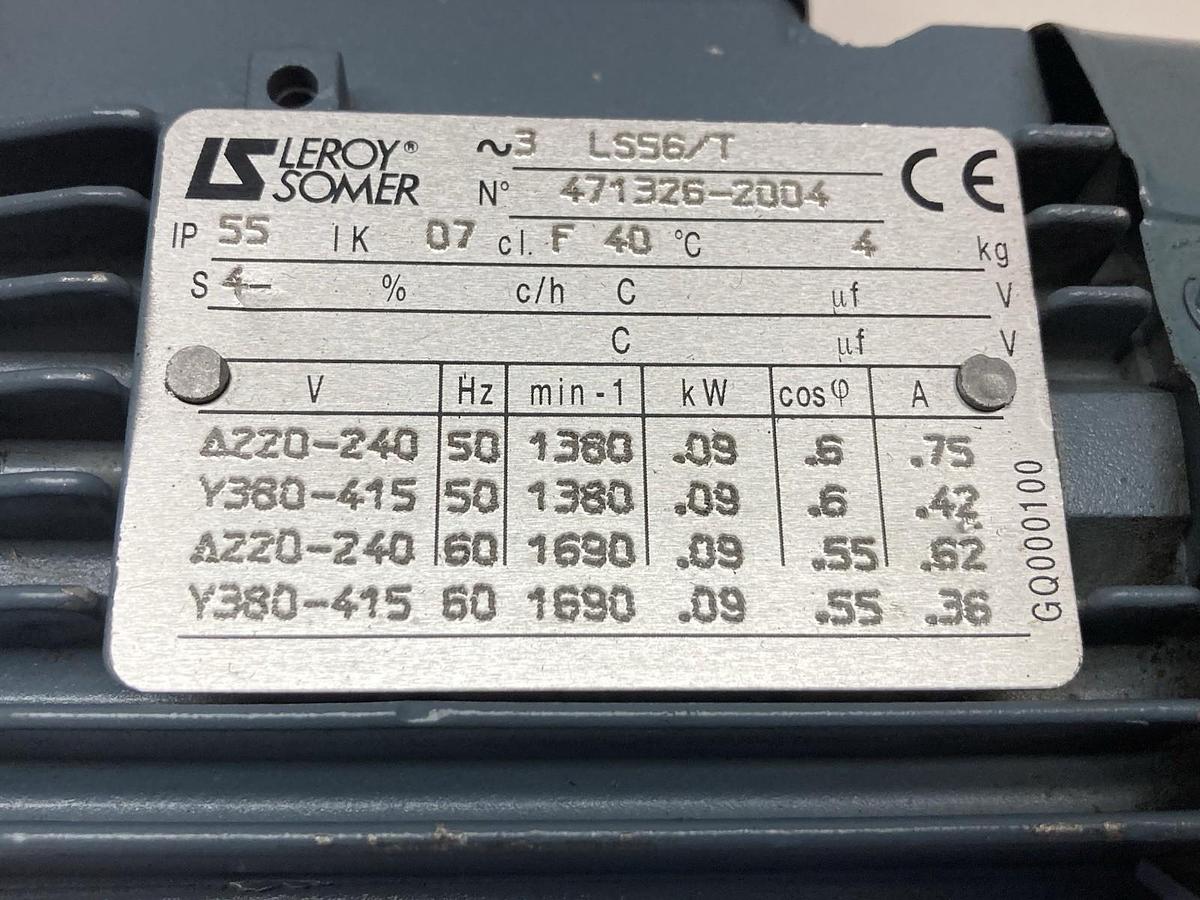 LS LEROY® SOMER ~3 LS56/T CE
N° 471326-2004
IP 55 IK 07 cl. F 40 °C 4 kg
S 4- % c/h C µf V
C µf V
V Hz min-1 kW cosφ A
Δ220-240 50 1380 .09 .6 .75
Y380-415 50 1380 .09 .6 .42
Δ220-240 60 1690 .09 .55 .62
Y380-415 60 1690 .09 .55 .36
GQ000100